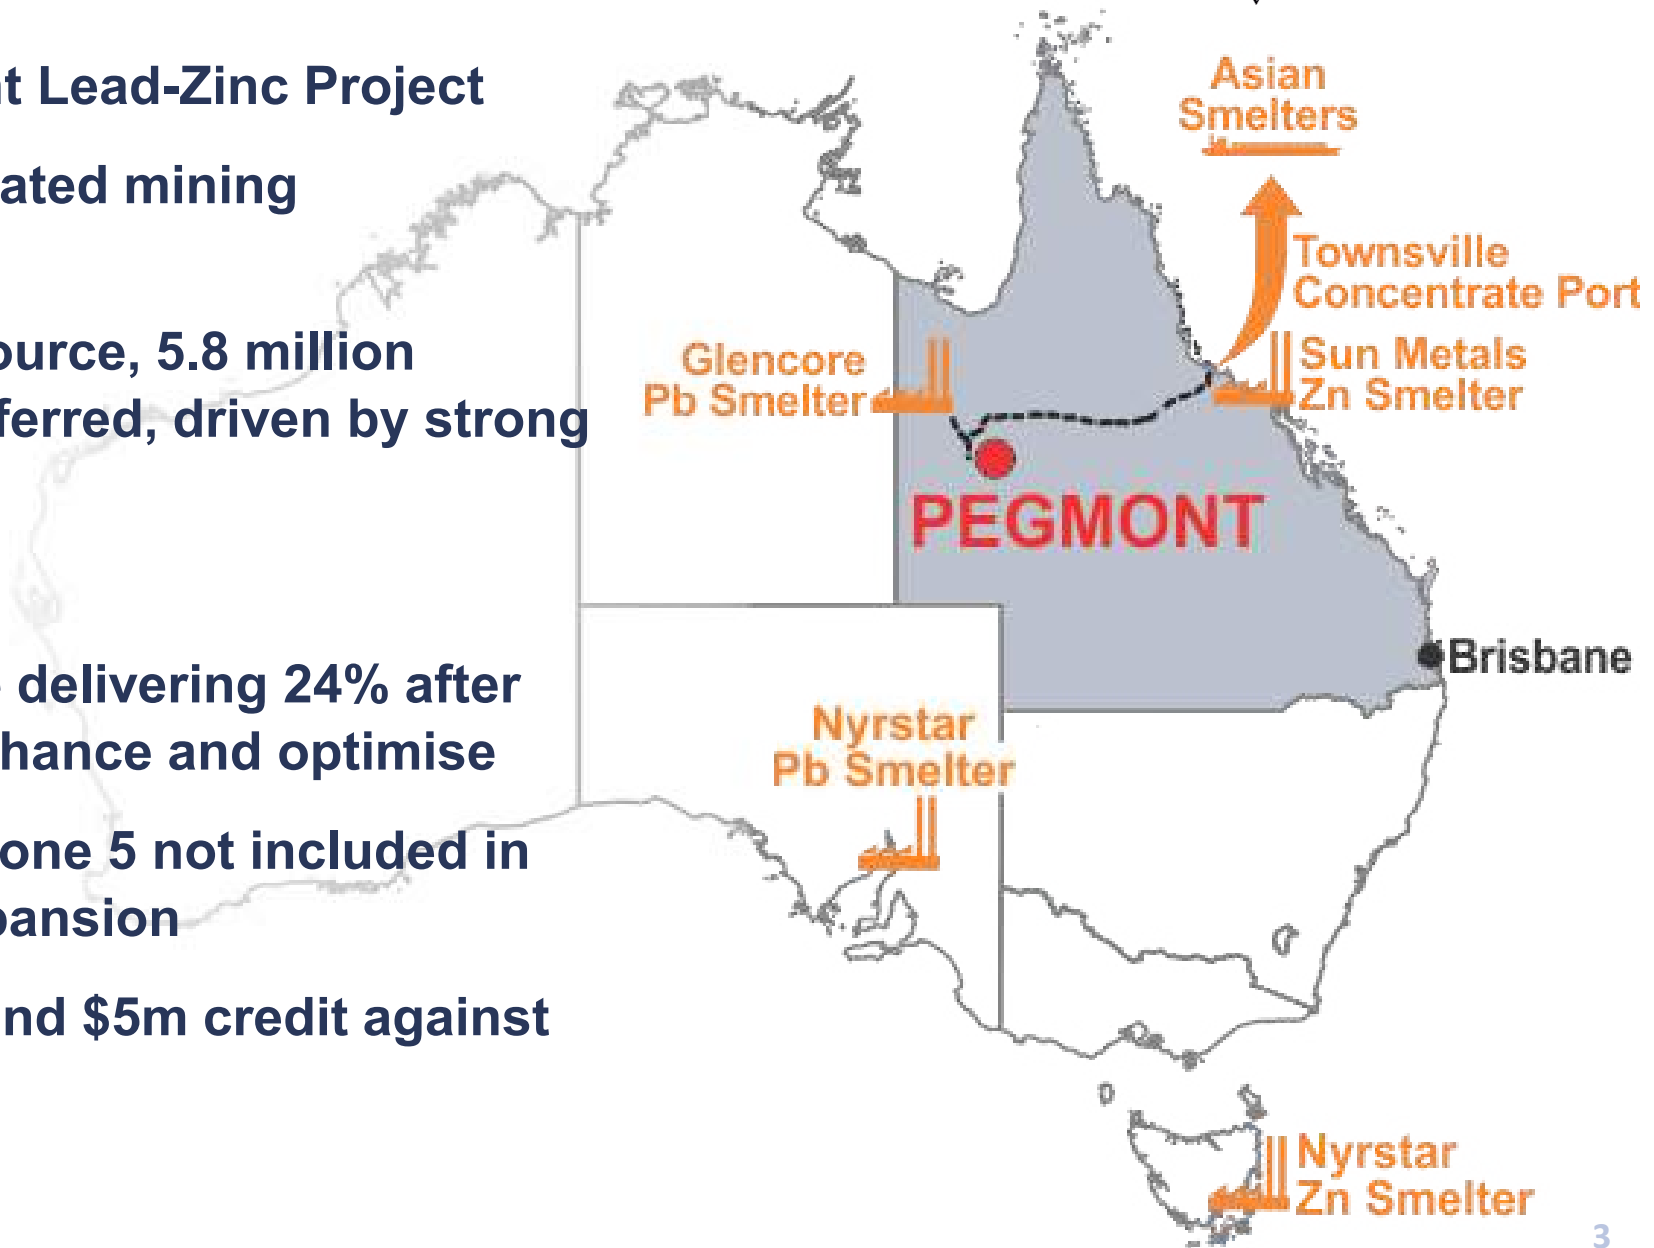 t Lead-Zinc Project
ated mining
ource, 5.8 million
ferred, driven by strong
delivering 24% after
hance and optimise
one 5 not included in
pansion
nd $5m credit against
Asian
Smelters
Townsville
Concentrate Port
Glencore
Pb Smelter
Sun Metals
Zn Smelter
PEGMONT
Brisbane
Nyrstar
Pb Smelter
Nyrstar
Zn Smelter
3